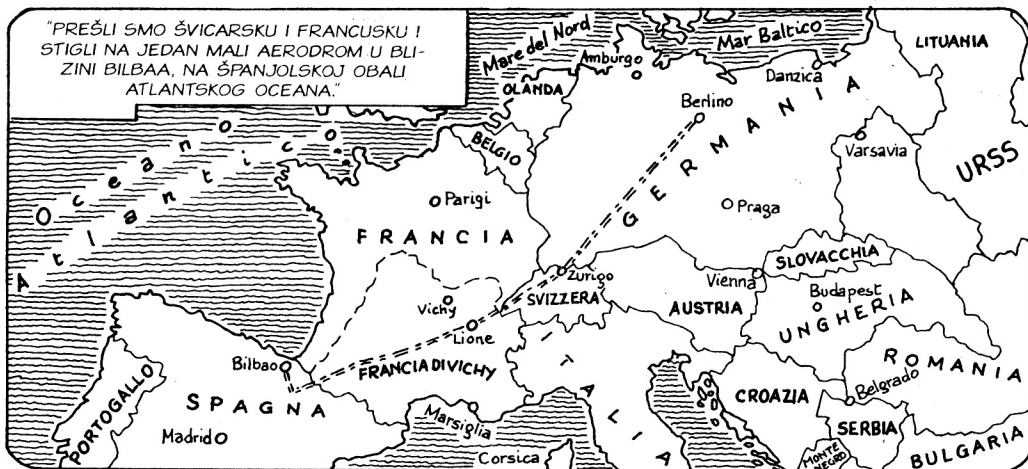 "PREŠLI SMO ŠVICARSKU I FRANCUSKU I
STIGLI NA JEDAN MALI AERODROM U BLI-
ZINI BILBAA, NA ŠPANJOLSKOJ OBALI
ATLANTSKOG OCEANA."
Mare del Nord
Mar Baltico
LITUANIA
Amburgo
Danzica
OLANDA
Berlino
Oceano
Atlantico
BELGIO
GERMANIA
Varsavia
URSS
Parigi
Praga
FRANCIA
SLOVACCHIA
Zurigo
Vienna
SVIZZERA
Vichy
AUSTRIA
Budapest
UNGHERIA
Lione
Bilbao
FRANCIA DI VICHY
ITALIA
ROMANIA
PORTOGALLO
SPAGNA
CROAZIA
Belgrado
Marsiglia
SERBIA
Madrid
Corsica
MONTE
NEGRO
BULGARIA